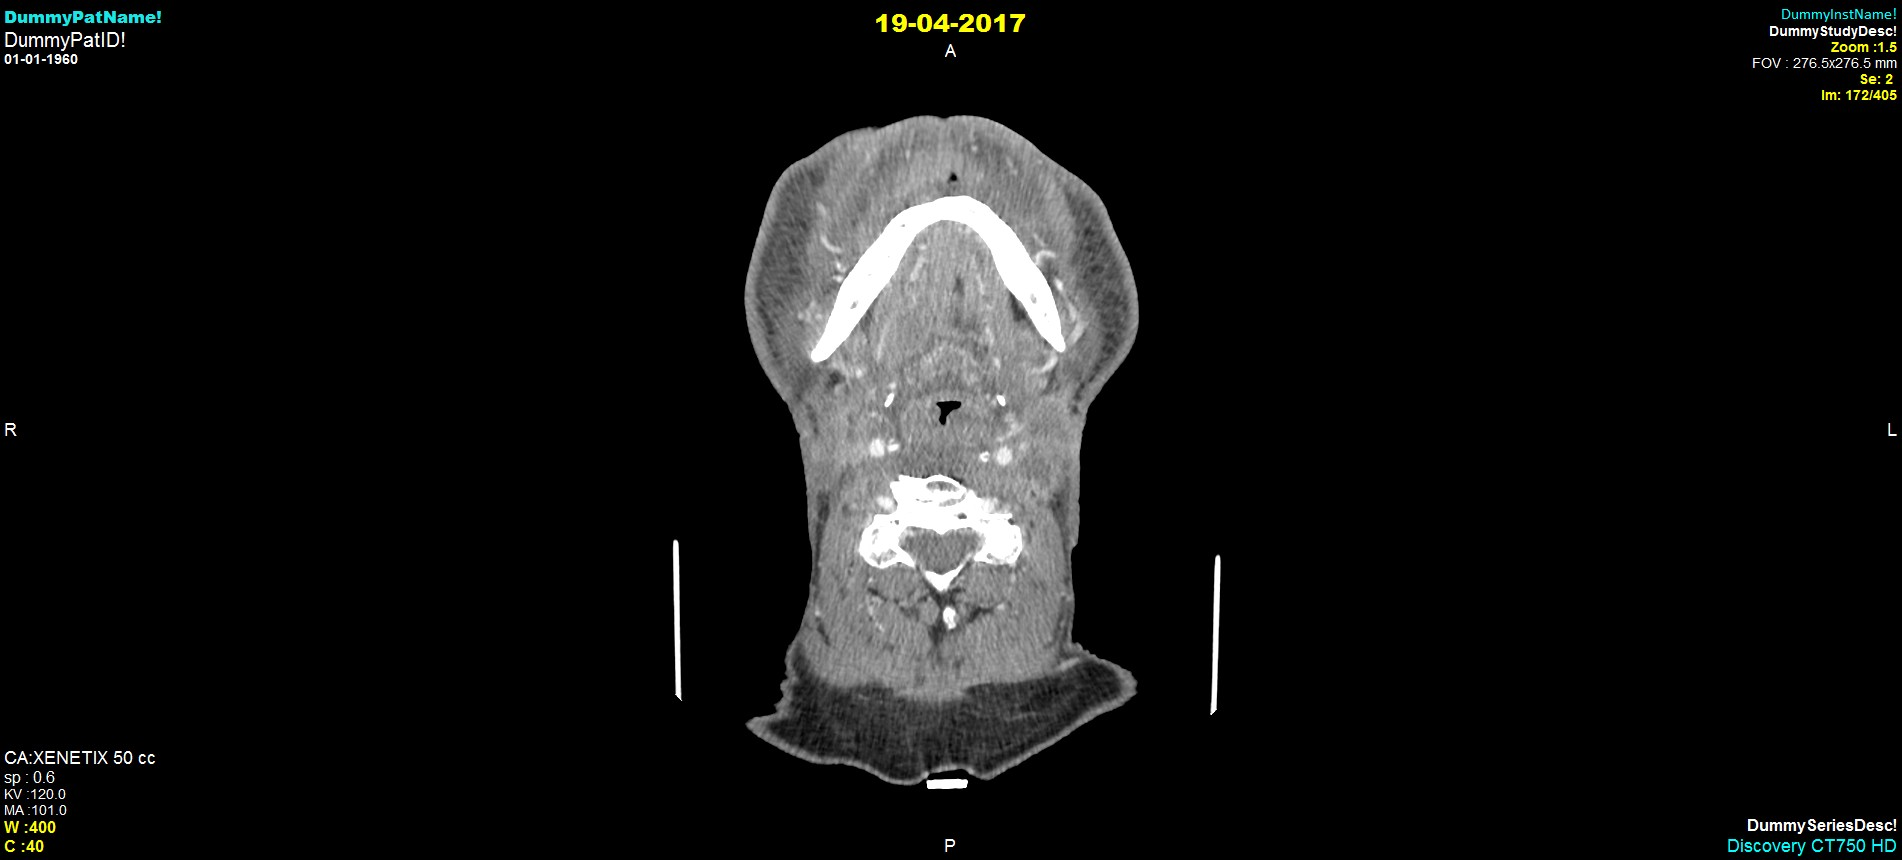 DummyPatName!
DummyPatID!
01-01-1960
19-04-2017
A
DummyInstName!
DummyStudyDesc!
Zoom :1.5
FOV : 276.5x276.5 mm
Se: 2
Im: 172/405
R
L
CA:XENETIX 50 cc
sp : 0.6
KV :120.0
MA :101.0
W :400
C :40
P
DummySeriesDesc!
Discovery CT750 HD